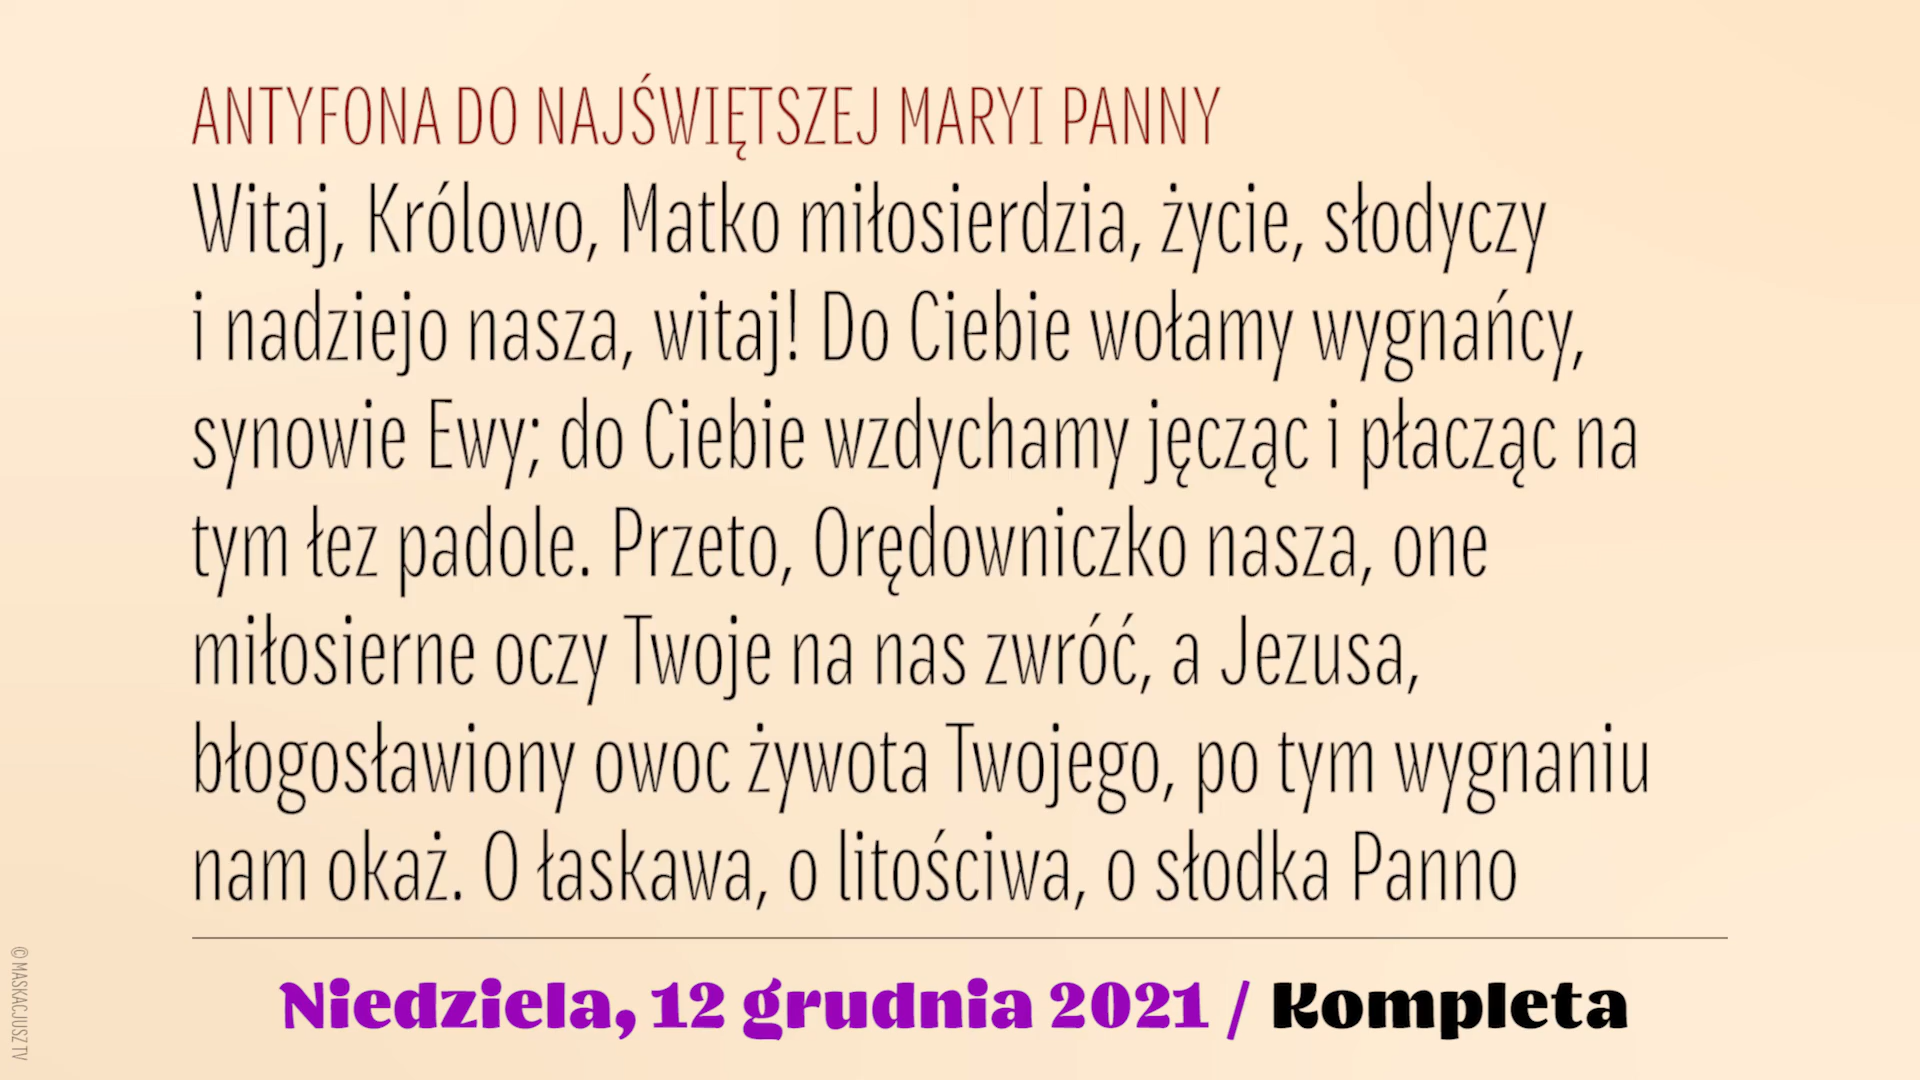 ANTYFONA DO NAJŚWIĘTSZEJ MARYI PANNY
Witaj, Królowo, Matko miłosierdzia, życie, słodyczy
i nadziejo nasza, witaj! Do Ciebie wołamy wygnańcy,
synowie Ewy; do Ciebie wzdychamy jęcząc i płacząc na
tym łez padole. Przeto, Orędowniczko nasza, one
miłosierne oczy Twoje na nas zwróć, a Jezusa,
błogosławiony owoc żywota Twojego, po tym wygnaniu
nam okaż. O łaskawa, o litościwa, o słodka Panno
Niedziela, 12 grudnia 2021 / Kompleta
© MASKACJUSZ TV